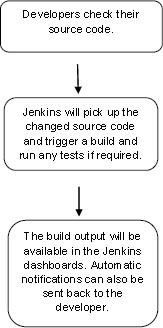 Developers check their
source code.
Jenkins will pick up the
changed source code
and trigger a build and
run any tests if required.
The build output will be
available in the Jenkins
dashboards. Automatic
notifications can also be
sent back to the
developer.